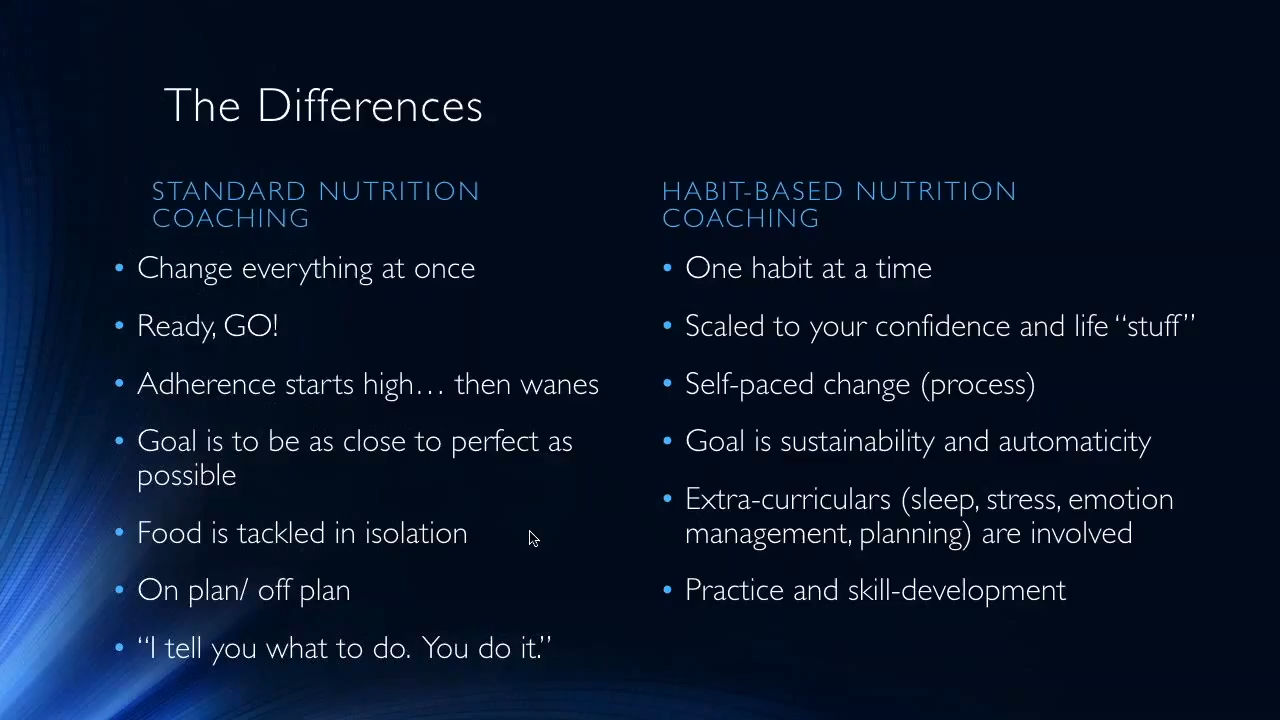 The Differences
STANDARD NUTRITION
COACHING
• Change everything at once
• Ready, GO!
• Adherence starts high… then wanes
• Goal is to be as close to perfect as
possible
• Food is tackled in isolation
• On plan/ off plan
• “I tell you what to do. You do it.”
HABIT-BASED NUTRITION
COACHING
• One habit at a time
• Scaled to your confidence and life “stuff”
• Self-paced change (process)
• Goal is sustainability and automaticity
• Extra-curriculars (sleep, stress, emotion
management, planning) are involved
• Practice and skill-development